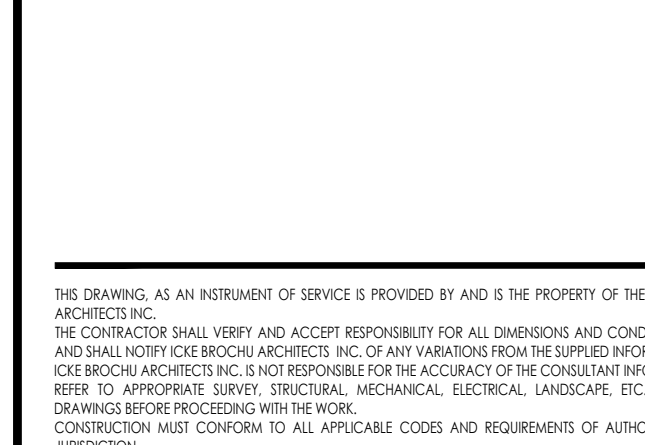 THIS DRAWING, AS AN INSTRUMENT OF SERVICE IS PROVIDED BY AND IS THE PROPERTY OF THE
ARCHITECTS INC.
THE CONTRACTOR SHALL VERIFY AND ACCEPT RESPONSIBILITY FOR ALL DIMENSIONS AND COND
AND SHALL NOTIFY ICKE BROCHU ARCHITECTS INC. OF ANY VARIATIONS FROM THE SUPPLIED INFOR
ICKE BROCHU ARCHITECTS INC. IS NOT RESPONSIBLE FOR THE ACCURACY OF THE CONSULTANT INFO
REFER TO APPROPRIATE SURVEY, STRUCTURAL, MECHANICAL, ELECTRICAL, LANDSCAPE, ETC.
DRAWINGS BEFORE PROCEEDING WITH THE WORK.
CONSTRUCTION MUST CONFORM TO ALL APPLICABLE CODES AND REQUIREMENTS OF AUTHO
JURISDICTION